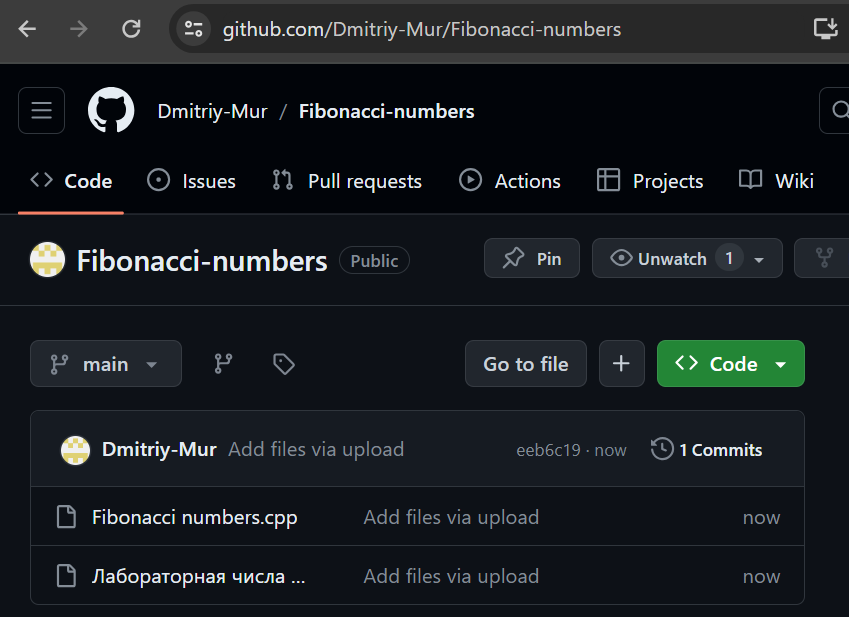 github.com/Dmitriy-Mur/Fibonacci-numbers
Dmitriy-Mur / Fibonacci-numbers
Code Issues Pull requests Actions Projects Wiki
Fibonacci-numbers Public Pin Unwatch 1
main Go to file + Code
Dmitriy-Mur Add files via upload eeb6c19 · now 1 Commits
Fibonacci numbers.cpp Add files via upload now
Лабораторная числа ... Add files via upload now